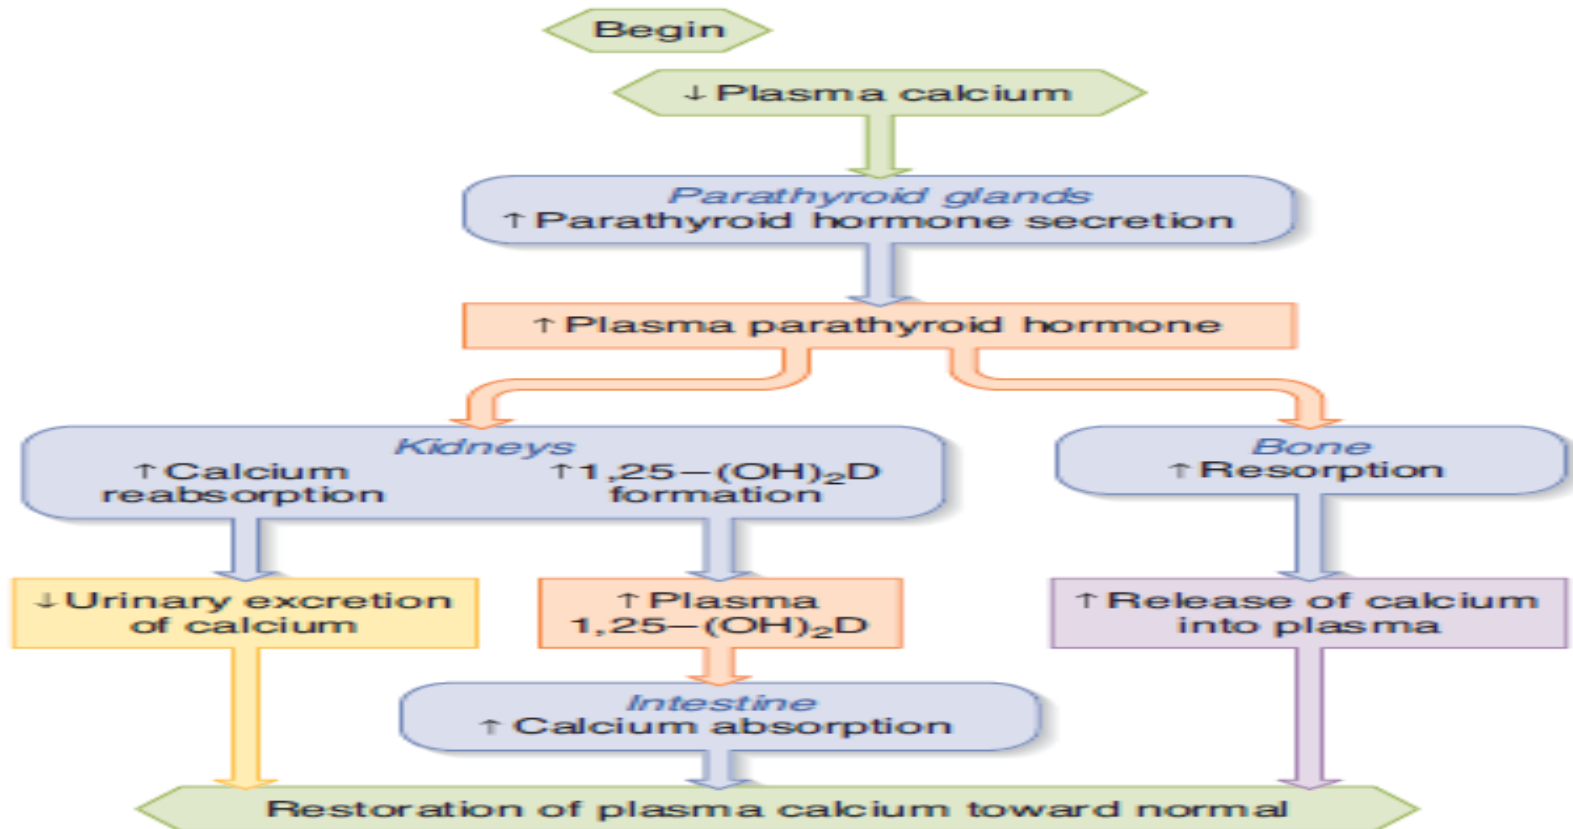 Begin
↓ Plasma calcium
Parathyroid glands
↑ Parathyroid hormone secretion
↑ Plasma parathyroid hormone
Kidneys
↑ Calcium
reabsorption
↑ 1,25–(OH)₂D
formation
Bone
↑ Resorption
↓ Urinary excretion
of calcium
↑ Plasma
1,25–(OH)₂D
↑ Release of calcium
into plasma
Intestine
↑ Calcium absorption
Restoration of plasma calcium toward normal